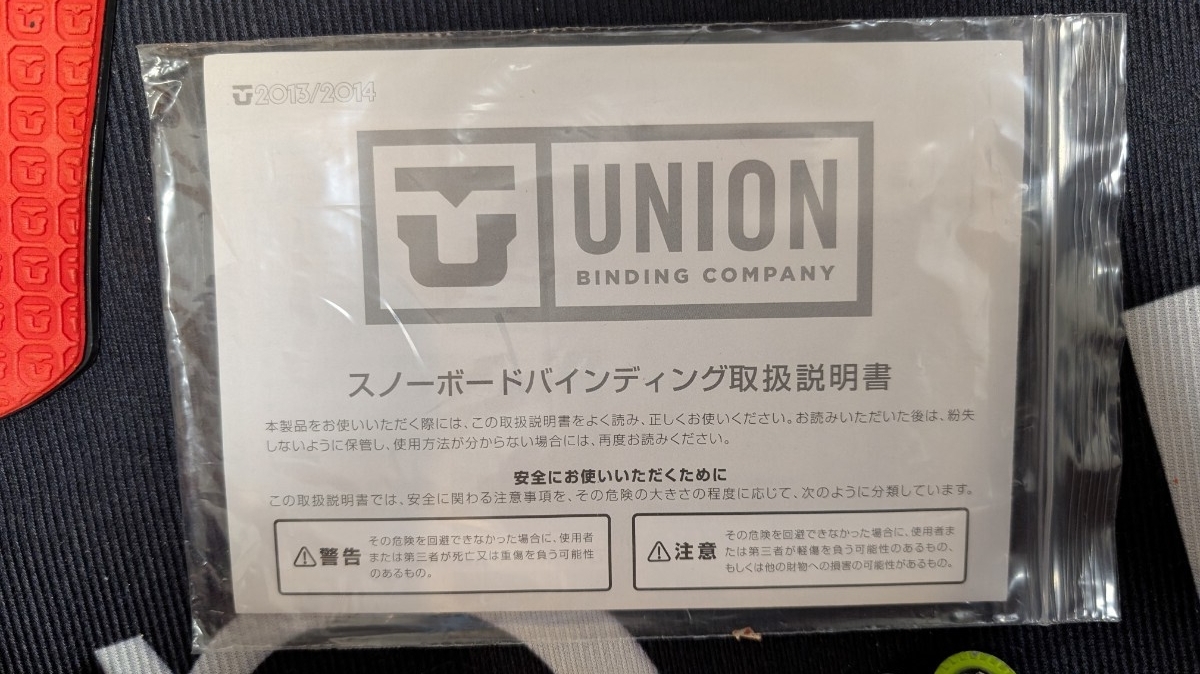 2013/2014
UNION
BINDING COMPANY
スノーボードバインディング取扱説明書
本製品をお使いいただく際には、この取扱説明書をよく読み、正しくお使いください。お読みいただいた後は、紛失
しないように保管し、使用方法が分からない場合には、再度お読みください。
安全にお使いいただくために
この取扱説明書では、安全に関わる注意事項を、その危険の大きさの程度に応じて、次のように分類しています。
警告
その危険を回避できなかった場合に、使用者
または第三者が死亡又は重傷を負う可能性
のあるもの。
注意
その危険を回避できなかった場合に、使用者ま
たは第三者が軽傷を負う可能性のあるもの、
もしくは他の財物への損害の可能性があるもの。